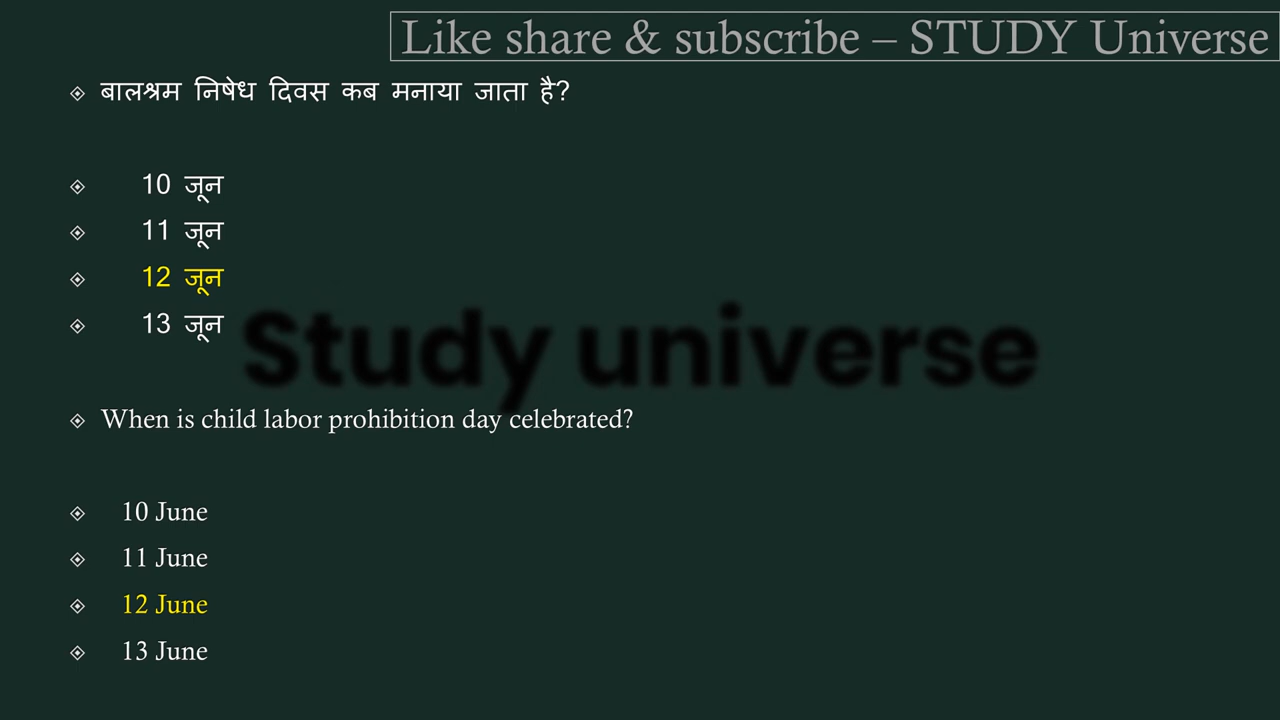 Like share & subscribe – STUDY Universe
बालश्रम निषेध दिवस कब मनाया जाता है?
10 जून
11 जून
12 जून
13 जून
Study universe
When is child labor prohibition day celebrated?
10 June
11 June
12 June
13 June